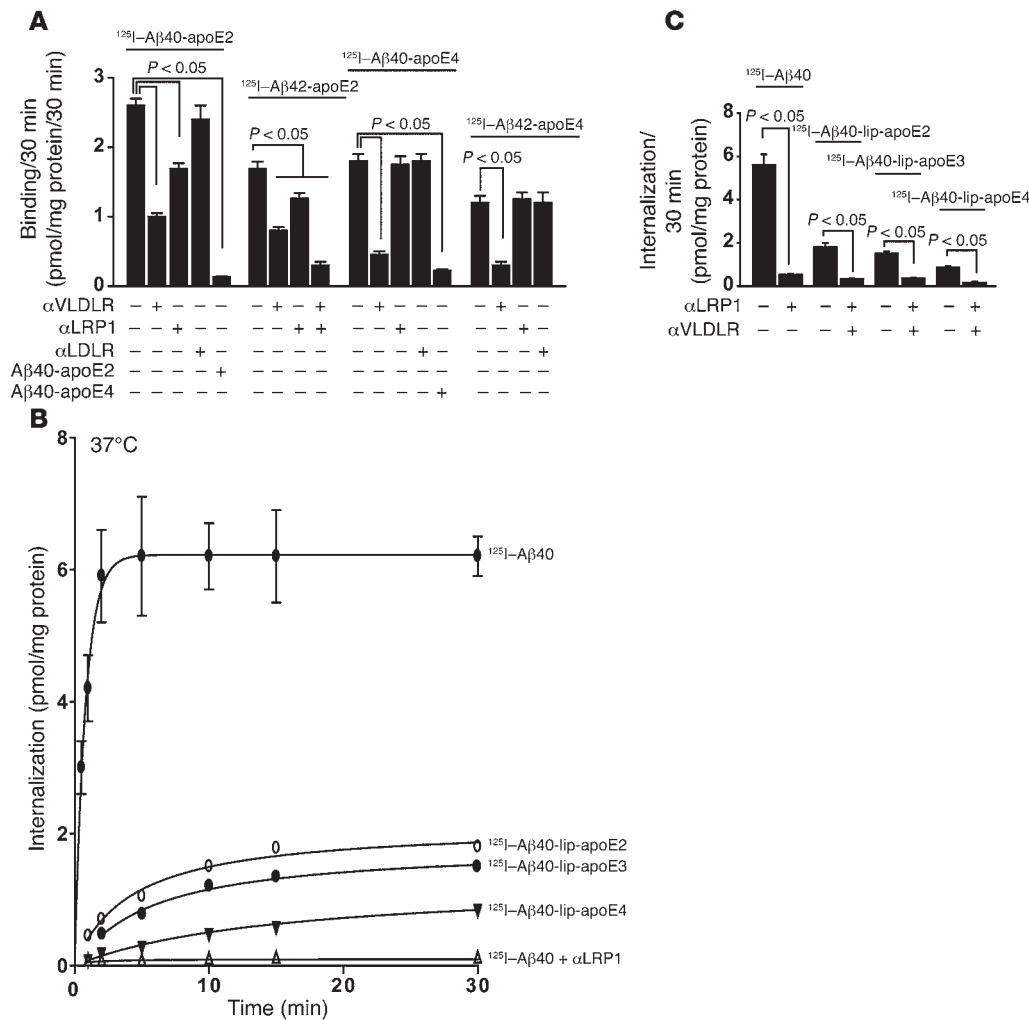 A
¹²⁵I–Aβ40-apoE2
P < 0.05
¹²⁵I–Aβ42-apoE2
P < 0.05
¹²⁵I–Aβ40-apoE4
P < 0.05
¹²⁵I–Aβ42-apoE4
P < 0.05
Binding/30 min
(pmol/mg protein/30 min)
3
2
1
0
αVLDLR – + – – – – + – + – + – – – – + – –
αLRP1 – – + – – – – + + – – + – – – – + –
αLDLR – – – + – – – – – – – – + – – – – +
Aβ40-apoE2 – – – – + – – – – – – – – – – – – –
Aβ40-apoE4 – – – – – – – – – – – – – + – – – –
C
¹²⁵I–Aβ40
P < 0.05
¹²⁵I–Aβ40-lip-apoE2
P < 0.05
¹²⁵I–Aβ40-lip-apoE3
P < 0.05
¹²⁵I–Aβ40-lip-apoE4
P < 0.05
Internalization/
30 min
(pmol/mg protein)
8
6
4
2
0
αLRP1 – + – + – + – +
αVLDLR – – – + – + – +
B
37°C
Internalization (pmol/mg protein)
8
6
4
2
0
¹²⁵I–Aβ40
¹²⁵I–Aβ40-lip-apoE2
¹²⁵I–Aβ40-lip-apoE3
¹²⁵I–Aβ40-lip-apoE4
¹²⁵I–Aβ40 + αLRP1
0 10 20 30
Time (min)